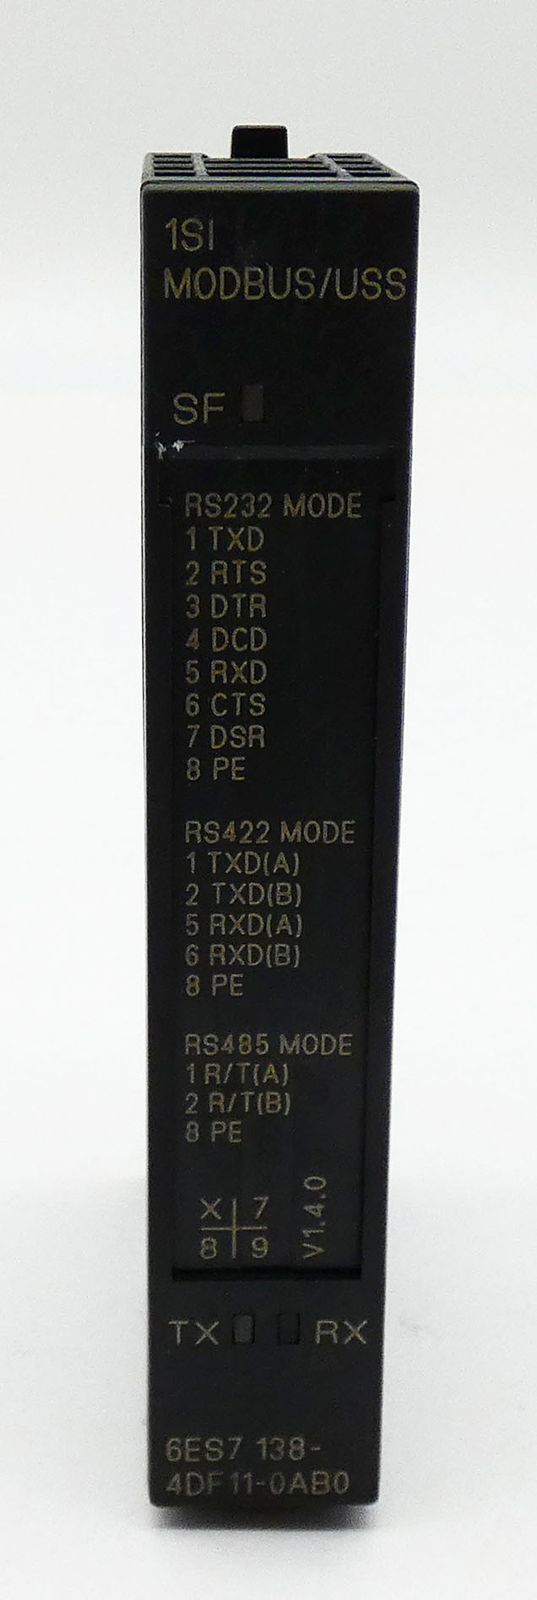 1SI
MODBUS/USS
SF
RS232 MODE
1 TXD
2 RTS
3 DTR
4 DCD
5 RXD
6 CTS
7 DSR
8 PE
RS422 MODE
1 TXD(A)
2 TXD(B)
5 RXD(A)
6 RXD(B)
8 PE
RS485 MODE
1 R/T(A)
2 R/T(B)
8 PE
X 7
8 9
V1.4.0
TX RX
6ES7 138-
4DF11-0AB0